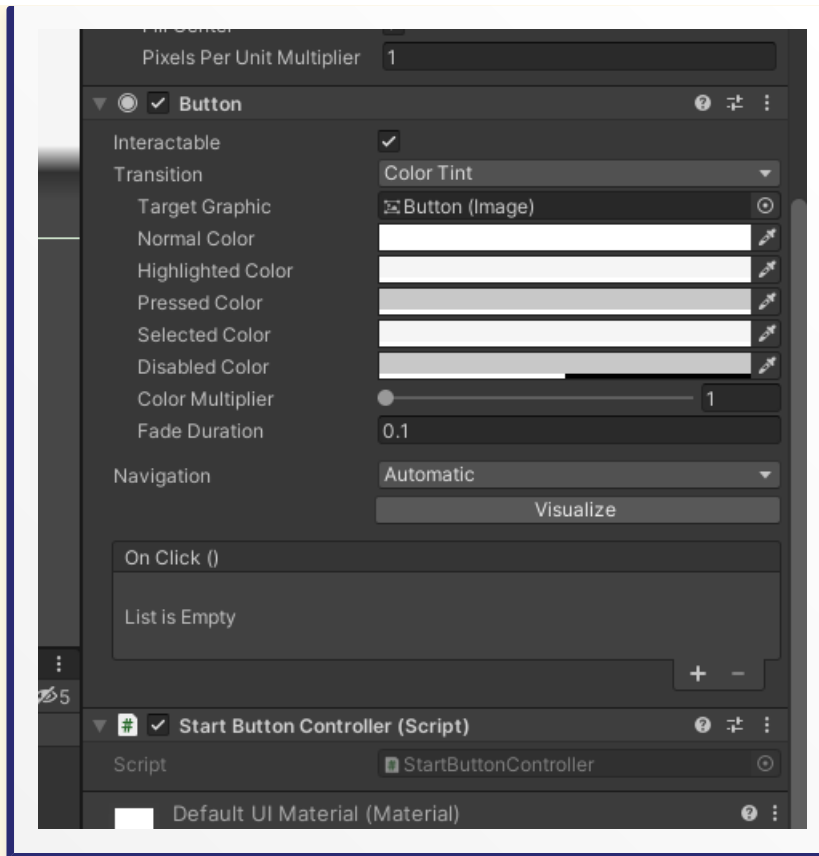 Fill Center
Pixels Per Unit Multiplier 1
Button
Interactable
Transition Color Tint
Target Graphic Button (Image)
Normal Color
Highlighted Color
Pressed Color
Selected Color
Disabled Color
Color Multiplier 1
Fade Duration 0.1
Navigation Automatic
Visualize
On Click ()
List is Empty
5
Start Button Controller (Script)
Script StartButtonController
Default UI Material (Material)